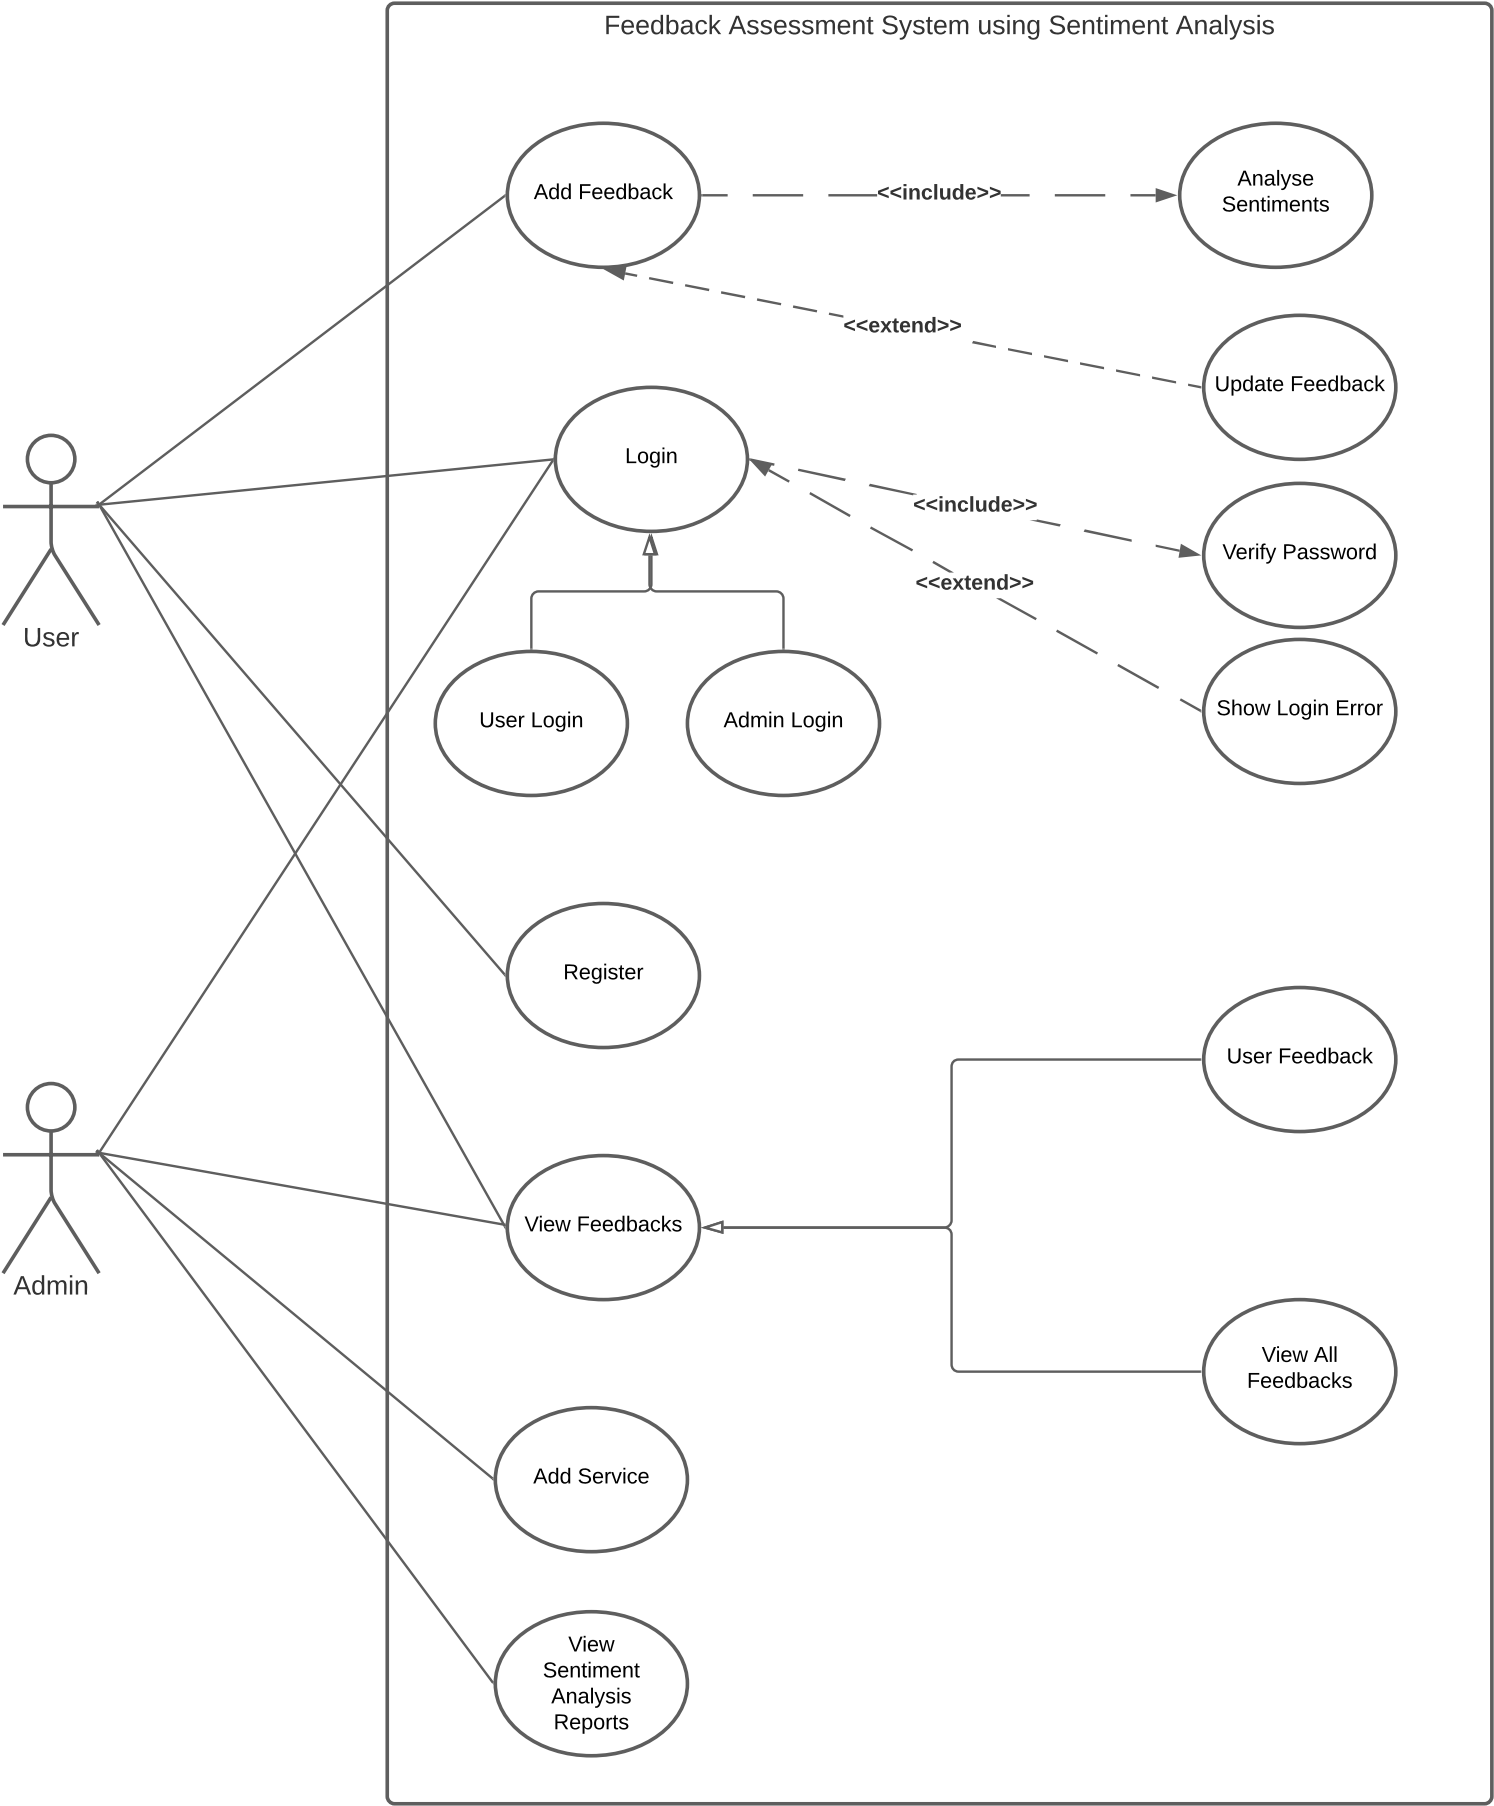 Feedback Assessment System using Sentiment Analysis
Add Feedback
<<include>>
Analyse
Sentiments
<<extend>>
Update Feedback
Login
<<include>>
Verify Password
<<extend>>
Show Login Error
User
User Login
Admin Login
Register
User Feedback
View Feedbacks
Admin
View All
Feedbacks
Add Service
View
Sentiment
Analysis
Reports